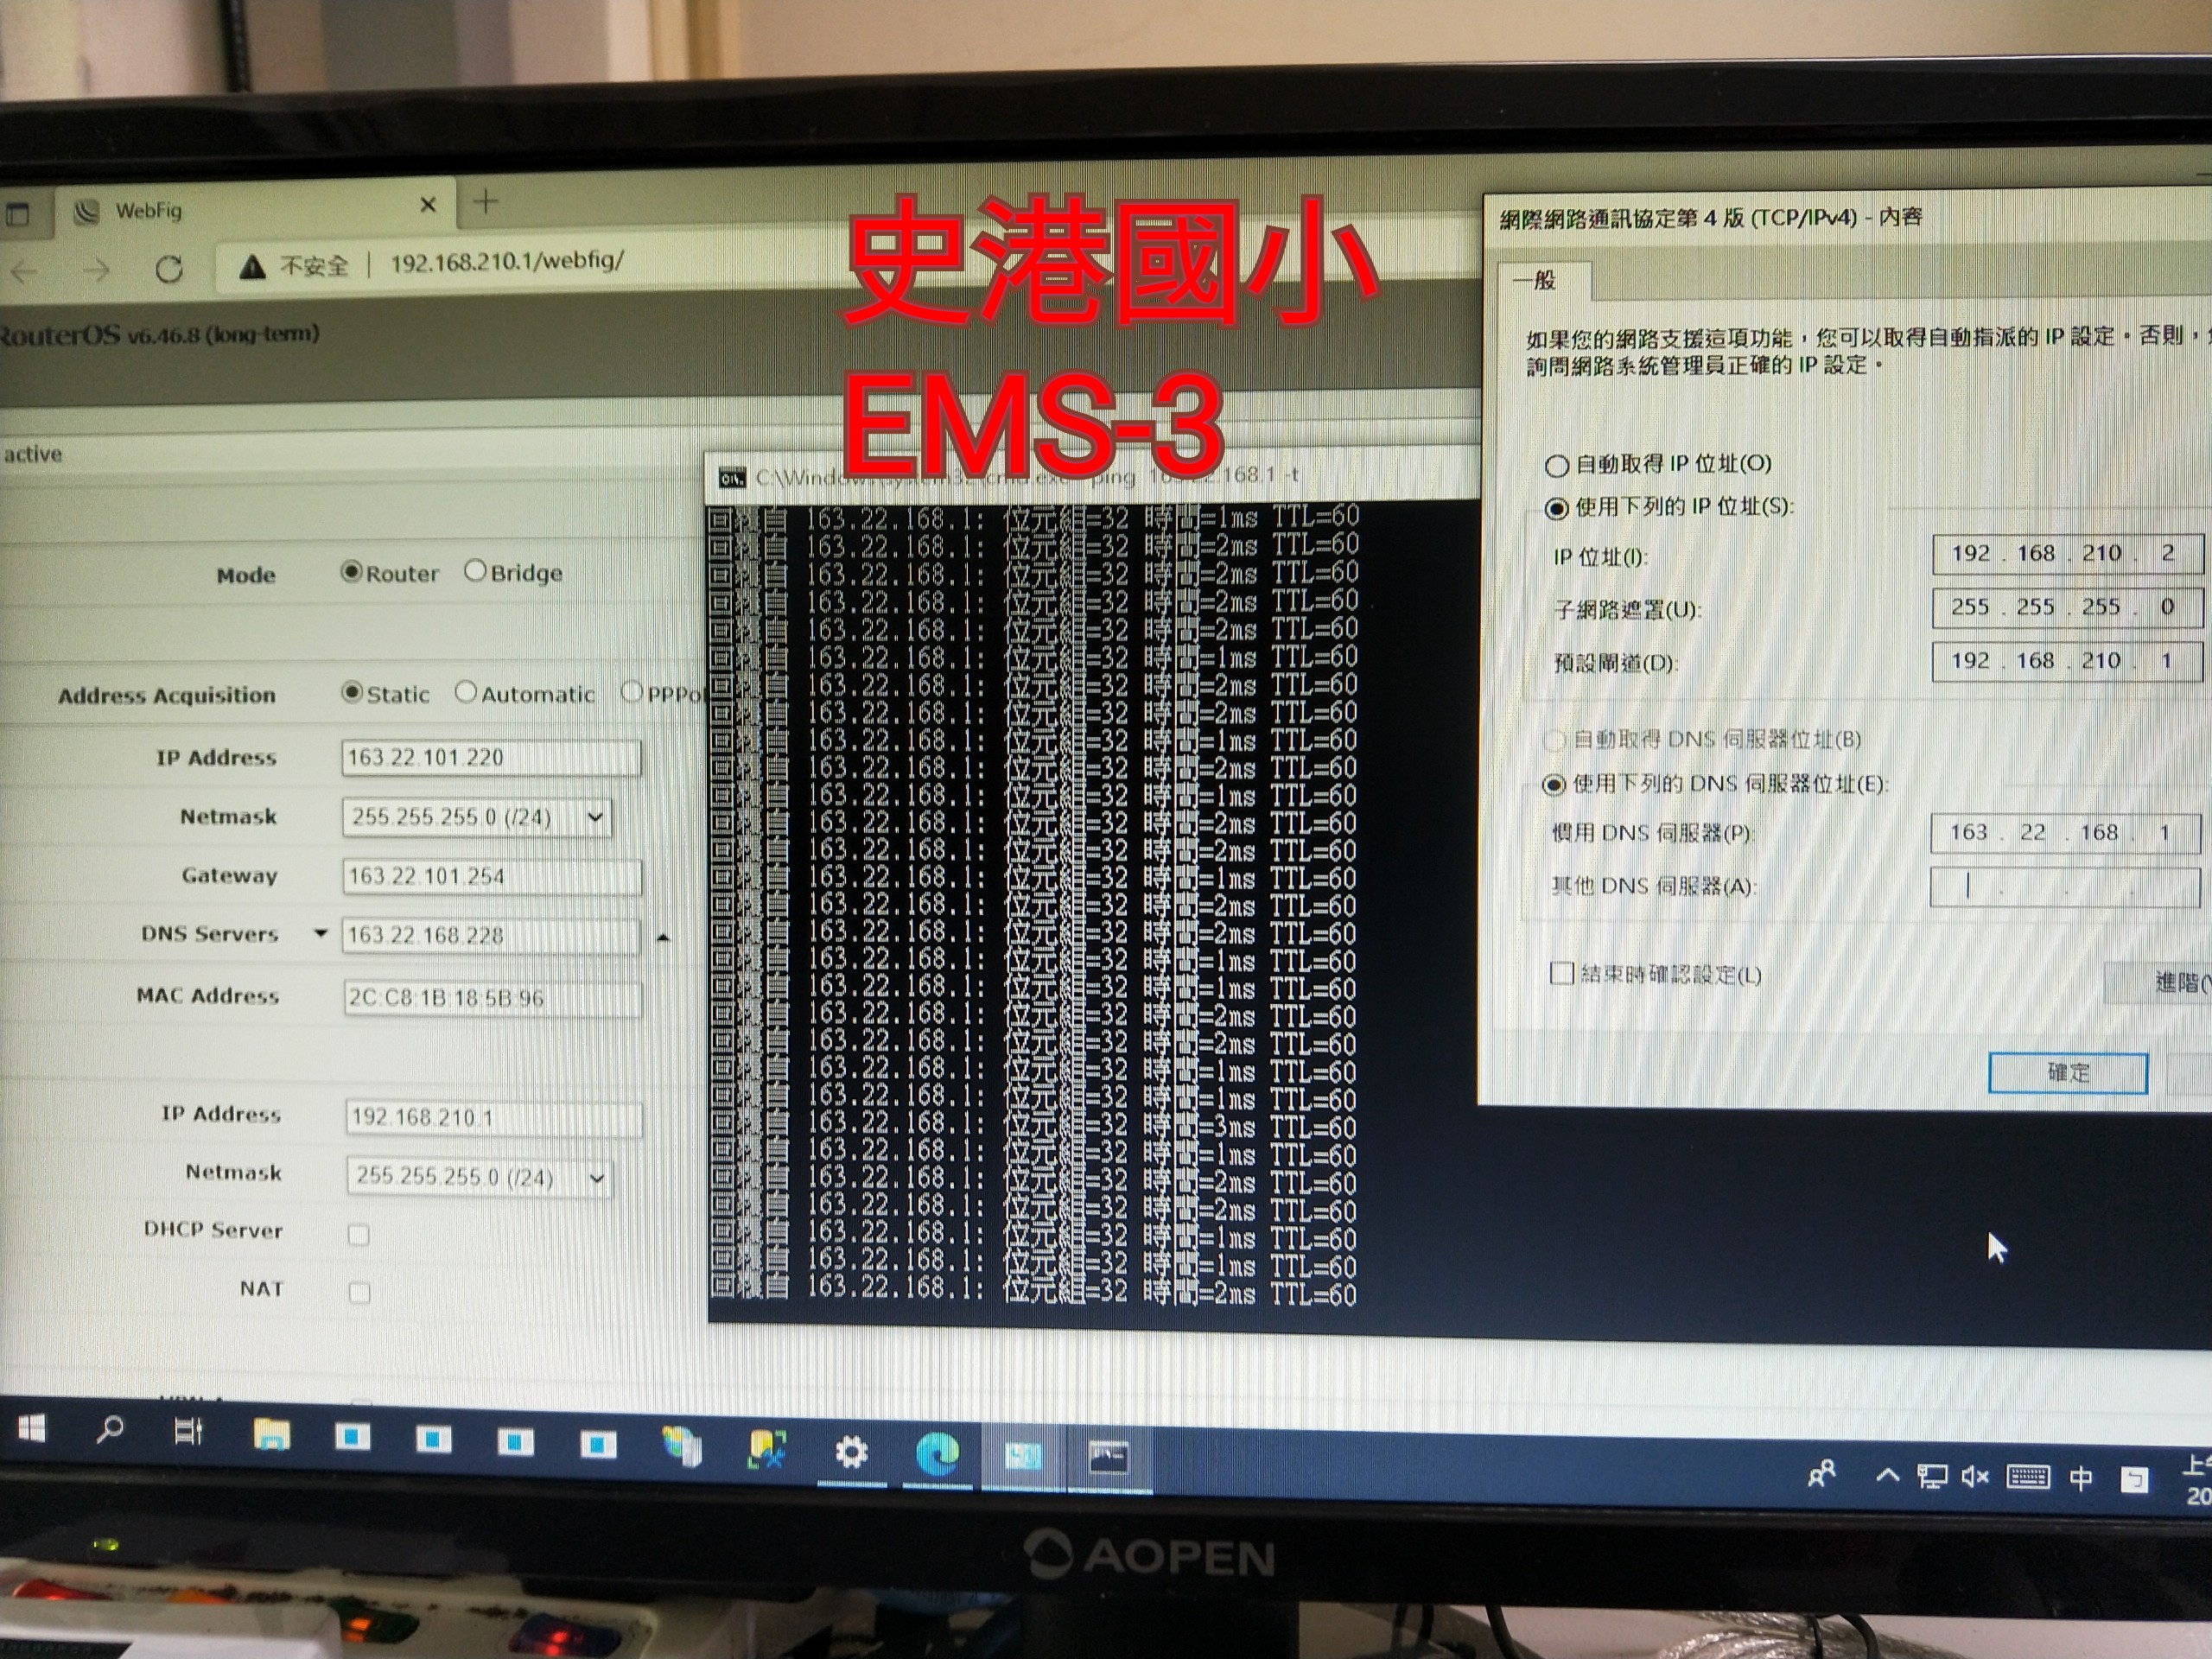 WebFig
不安全 | 192.168.210.1/webfig/
RouterOS v6.46.8 (long-term)
active
Mode Router Bridge
Address Acquisition Static Automatic
IP Address 163.22.101.220
Netmask 255.255.255.0 (/24)
Gateway 163.22.101.254
DNS Servers 163.22.168.228
MAC Address 2C:C8:1B:18:5B:96
IP Address 192.168.210.1
Netmask 255.255.255.0 (/24)
DHCP Server
NAT
史港國小
EMS-3
ping 168.1 -t
回覆自 163.22.168.1: 位元組=32 時間=1ms TTL=60
回覆自 163.22.168.1: 位元組=32 時間=2ms TTL=60
回覆自 163.22.168.1: 位元組=32 時間=2ms TTL=60
回覆自 163.22.168.1: 位元組=32 時間=2ms TTL=60
回覆自 163.22.168.1: 位元組=32 時間=2ms TTL=60
回覆自 163.22.168.1: 位元組=32 時間=1ms TTL=60
回覆自 163.22.168.1: 位元組=32 時間=2ms TTL=60
回覆自 163.22.168.1: 位元組=32 時間=2ms TTL=60
回覆自 163.22.168.1: 位元組=32 時間=1ms TTL=60
回覆自 163.22.168.1: 位元組=32 時間=2ms TTL=60
回覆自 163.22.168.1: 位元組=32 時間=1ms TTL=60
回覆自 163.22.168.1: 位元組=32 時間=2ms TTL=60
回覆自 163.22.168.1: 位元組=32 時間=2ms TTL=60
回覆自 163.22.168.1: 位元組=32 時間=1ms TTL=60
回覆自 163.22.168.1: 位元組=32 時間=2ms TTL=60
回覆自 163.22.168.1: 位元組=32 時間=2ms TTL=60
回覆自 163.22.168.1: 位元組=32 時間=1ms TTL=60
回覆自 163.22.168.1: 位元組=32 時間=1ms TTL=60
回覆自 163.22.168.1: 位元組=32 時間=2ms TTL=60
回覆自 163.22.168.1: 位元組=32 時間=2ms TTL=60
回覆自 163.22.168.1: 位元組=32 時間=1ms TTL=60
回覆自 163.22.168.1: 位元組=32 時間=1ms TTL=60
回覆自 163.22.168.1: 位元組=32 時間=3ms TTL=60
回覆自 163.22.168.1: 位元組=32 時間=1ms TTL=60
回覆自 163.22.168.1: 位元組=32 時間=2ms TTL=60
回覆自 163.22.168.1: 位元組=32 時間=2ms TTL=60
回覆自 163.22.168.1: 位元組=32 時間=1ms TTL=60
回覆自 163.22.168.1: 位元組=32 時間=1ms TTL=60
回覆自 163.22.168.1: 位元組=32 時間=2ms TTL=60
網際網路通訊協定第 4 版 (TCP/IPv4) - 內容
一般
如果您的網路支援這項功能，您可以取得自動指派的 IP 設定。否則，
詢問網路系統管理員正確的 IP 設定。
自動取得 IP 位址(O)
使用下列的 IP 位址(S):
IP 位址(I): 192 . 168 . 210 . 2
子網路遮罩(U): 255 . 255 . 255 . 0
預設閘道(D): 192 . 168 . 210 . 1
自動取得 DNS 伺服器位址(B)
使用下列的 DNS 伺服器位址(E):
慣用 DNS 伺服器(P): 163 . 22 . 168 . 1
其他 DNS 伺服器(A): . . .
結束時確認設定(L)
進階
確定
中
ㄅ
20
AOPEN